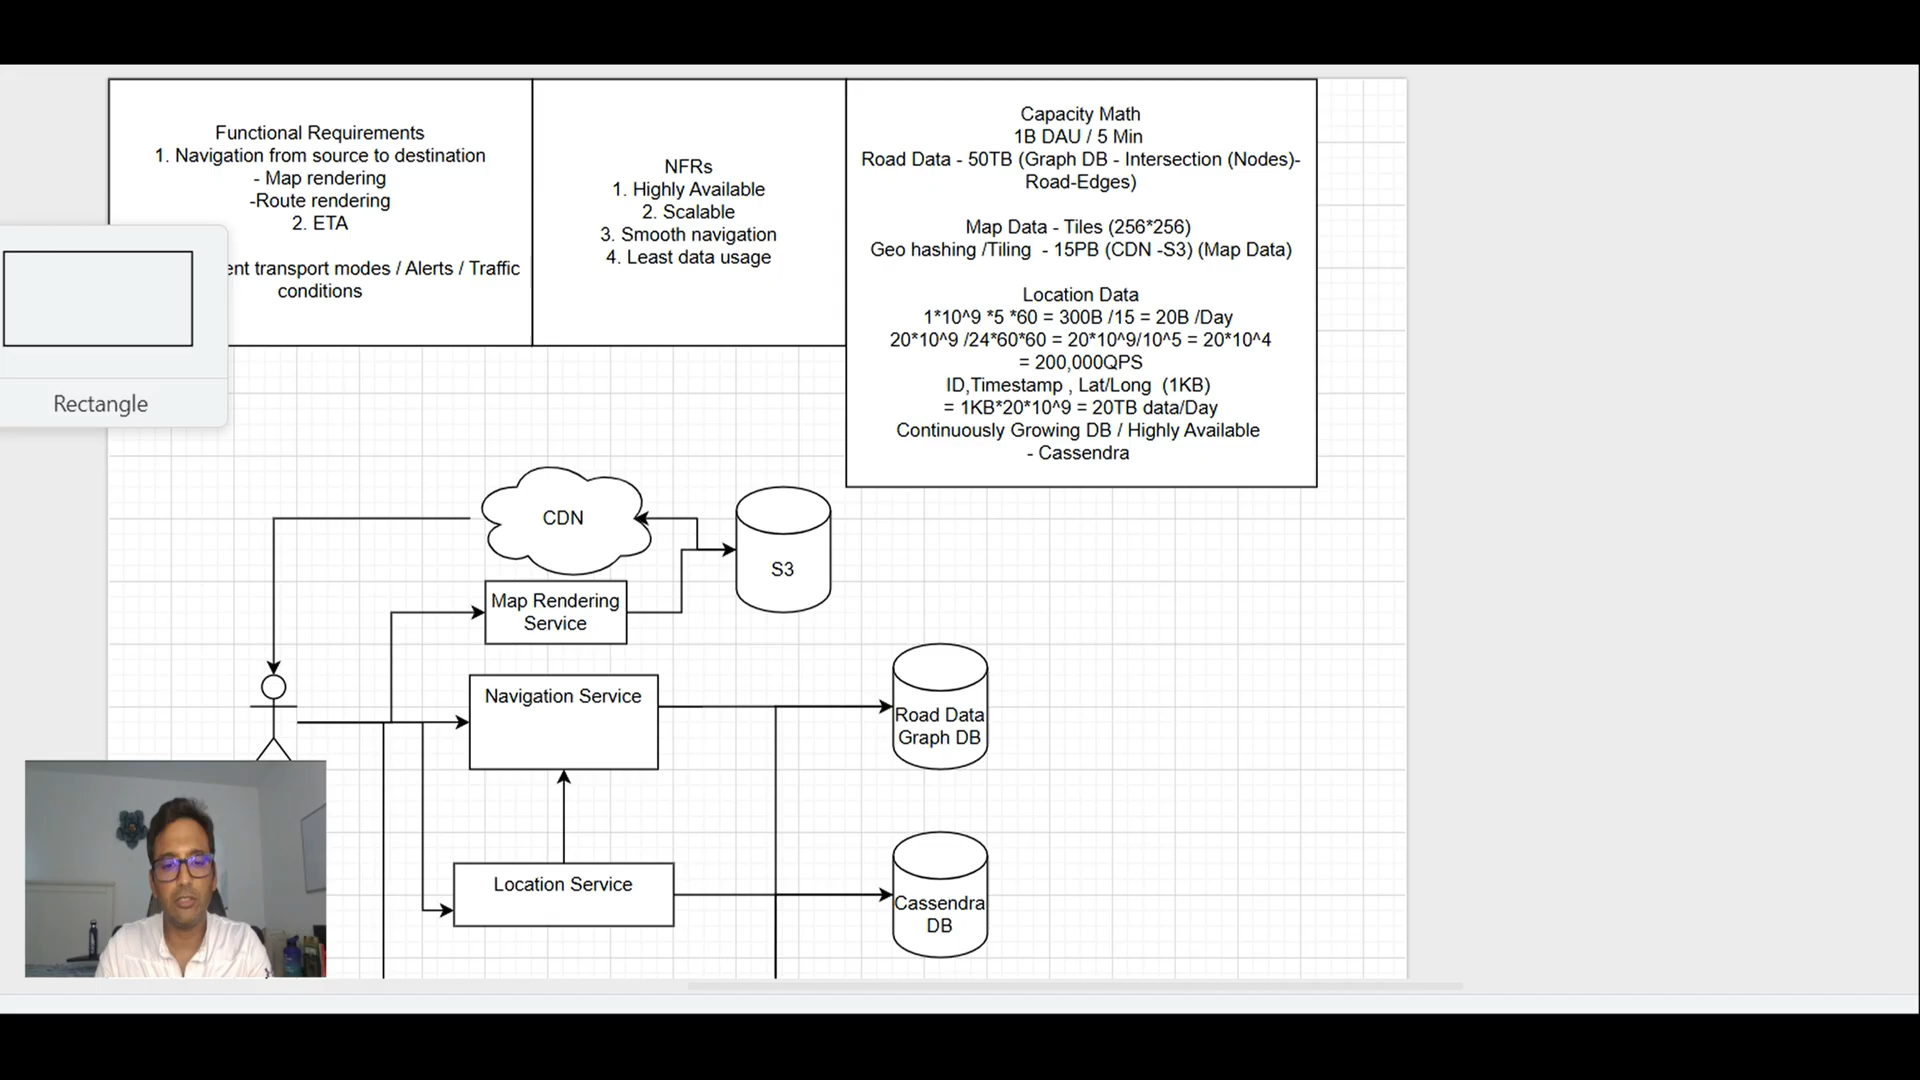 Functional Requirements
1. Navigation from source to destination
- Map rendering
-Route rendering
2. ETA
ent transport modes / Alerts / Traffic
conditions
NFRs
1. Highly Available
2. Scalable
3. Smooth navigation
4. Least data usage
Capacity Math
1B DAU / 5 Min
Road Data - 50TB (Graph DB - Intersection (Nodes)-
Road-Edges)
Map Data - Tiles (256*256)
Geo hashing /Tiling - 15PB (CDN -S3) (Map Data)
Location Data
1*10^9 *5 *60 = 300B /15 = 20B /Day
20*10^9 /24*60*60 = 20*10^9/10^5 = 20*10^4
= 200,000QPS
ID,Timestamp , Lat/Long (1KB)
= 1KB*20*10^9 = 20TB data/Day
Continuously Growing DB / Highly Available
- Cassendra
Rectangle
CDN
S3
Map Rendering
Service
Navigation Service
Road Data
Graph DB
Location Service
Cassendra
DB